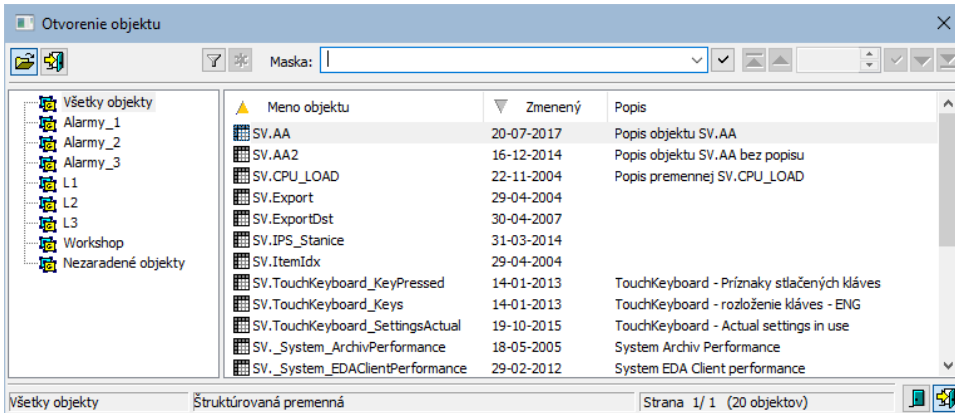 Otvorenie objektu
Maska:
Všetky objekty
Alarmy_1
Alarmy_2
Alarmy_3
L1
L2
L3
Workshop
Nezaradené objekty
Meno objektu Zmenený Popis
SV.AA 20-07-2017 Popis objektu SV.AA
SV.AA2 16-12-2014 Popis objektu SV.AA bez popisu
SV.CPU_LOAD 22-11-2004 Popis premennej SV.CPU_LOAD
SV.Export 29-04-2004
SV.ExportDst 30-04-2007
SV.IPS_Stanice 31-03-2014
SV.ItemIdx 29-04-2004
SV.TouchKeyboard_KeyPressed 14-01-2013 TouchKeyboard - Príznaky stlačených kláves
SV.TouchKeyboard_Keys 14-01-2013 TouchKeyboard - rozloženie kláves - ENG
SV.TouchKeyboard_SettingsActual 19-10-2015 TouchKeyboard - Actual settings in use
SV._System_ArchivPerformance 18-05-2005 System Archiv Performance
SV._System_EDAClientPerformance 29-02-2012 System EDA Client performance
Všetky objekty Štruktúrovaná premenná Strana 1/ 1 (20 objektov)